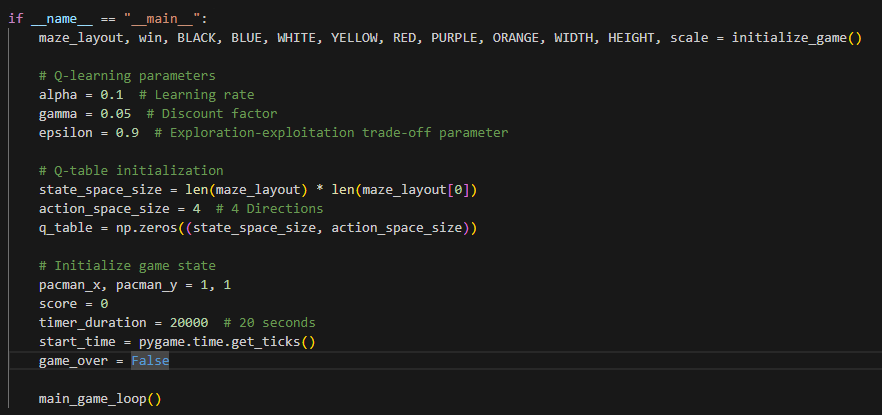 if __name__ == "__main__":
    maze_layout, win, BLACK, BLUE, WHITE, YELLOW, RED, PURPLE, ORANGE, WIDTH, HEIGHT, scale = initialize_game()

    # Q-learning parameters
    alpha = 0.1  # Learning rate
    gamma = 0.05  # Discount factor
    epsilon = 0.9  # Exploration-exploitation trade-off parameter

    # Q-table initialization
    state_space_size = len(maze_layout) * len(maze_layout[0])
    action_space_size = 4  # 4 Directions
    q_table = np.zeros((state_space_size, action_space_size))

    # Initialize game state
    pacman_x, pacman_y = 1, 1
    score = 0
    timer_duration = 20000  # 20 seconds
    start_time = pygame.time.get_ticks()
    game_over = False

    main_game_loop()